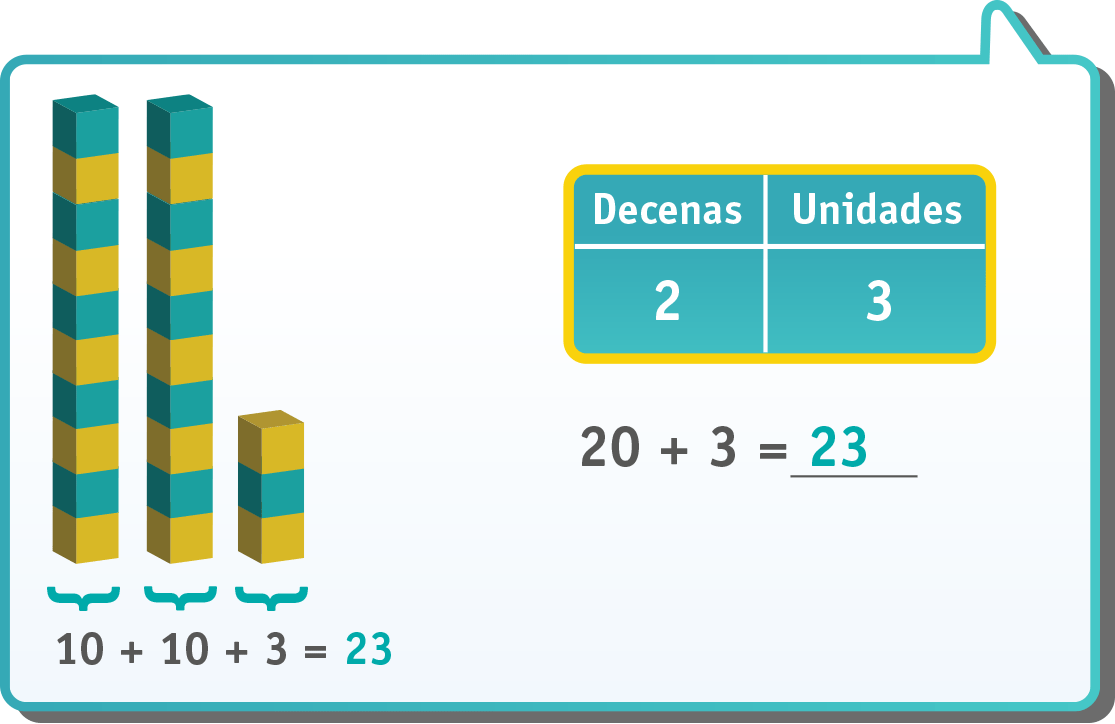 Decenas Unidades
2 3
20 + 3 = 23
10 + 10 + 3 = 23